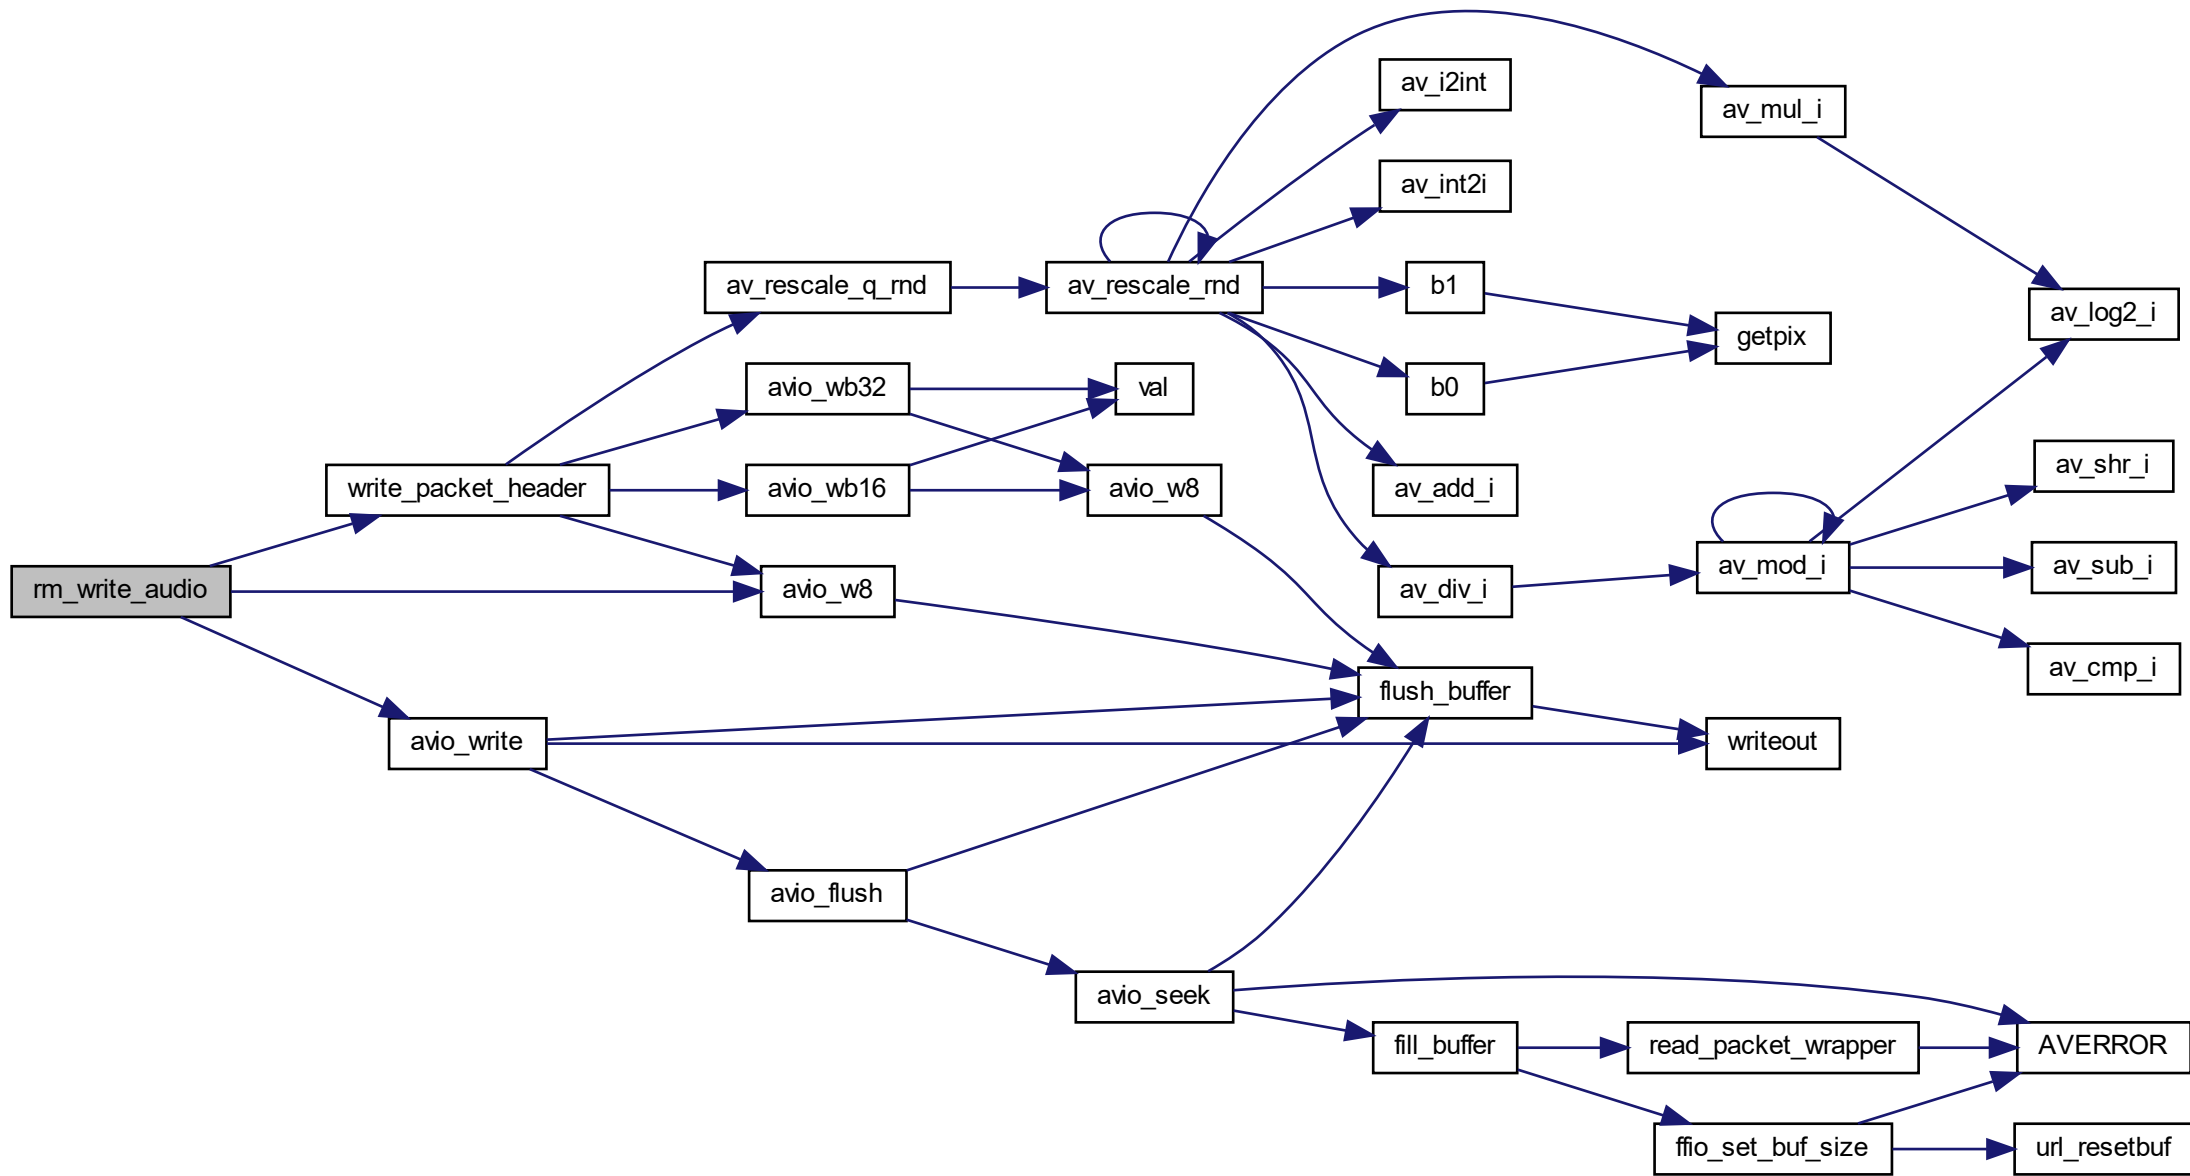 av_i2int
av_mul_i
av_int2i
av_rescale_q_rnd
av_rescale_rnd
b1
av_log2_i
getpix
avio_wb32
val
b0
write_packet_header
avio_wb16
avio_w8
av_add_i
av_shr_i
rm_write_audio
avio_w8
av_div_i
av_mod_i
av_sub_i
av_cmp_i
flush_buffer
avio_write
writeout
avio_flush
avio_seek
fill_buffer
read_packet_wrapper
AVERROR
ffio_set_buf_size
url_resetbuf